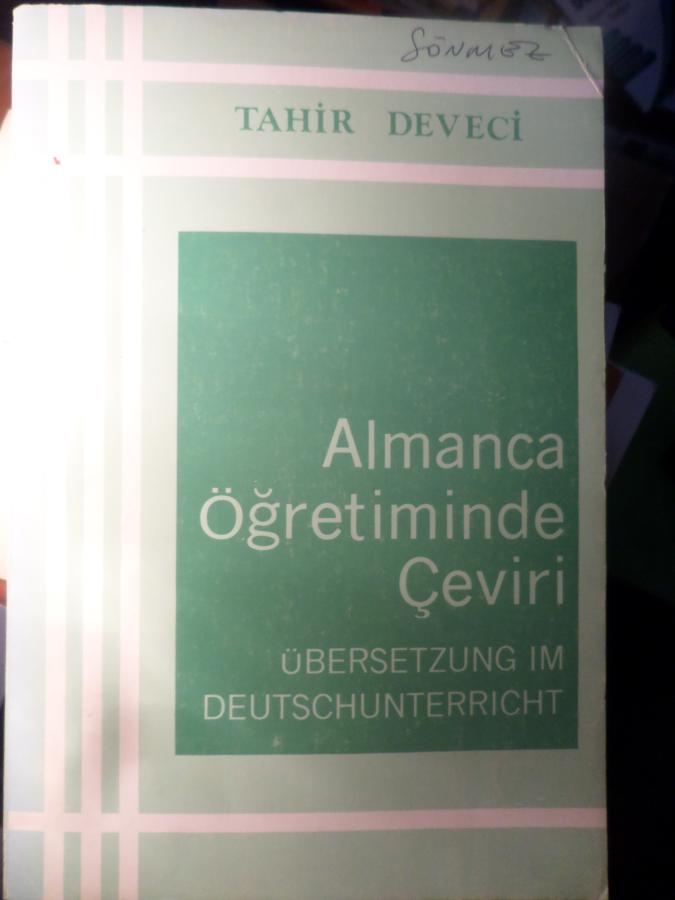 SÖNMEZ
TAHİR DEVECİ
Almanca
Öğretiminde
Çeviri
ÜBERSETZUNG IM
DEUTSCHUNTERRICHT